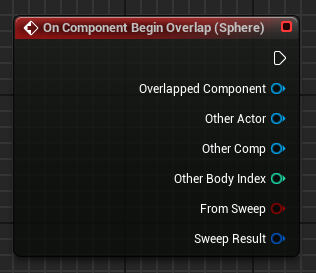 On Component Begin Overlap (Sphere)
Overlapped Component
Other Actor
Other Comp
Other Body Index
From Sweep
Sweep Result